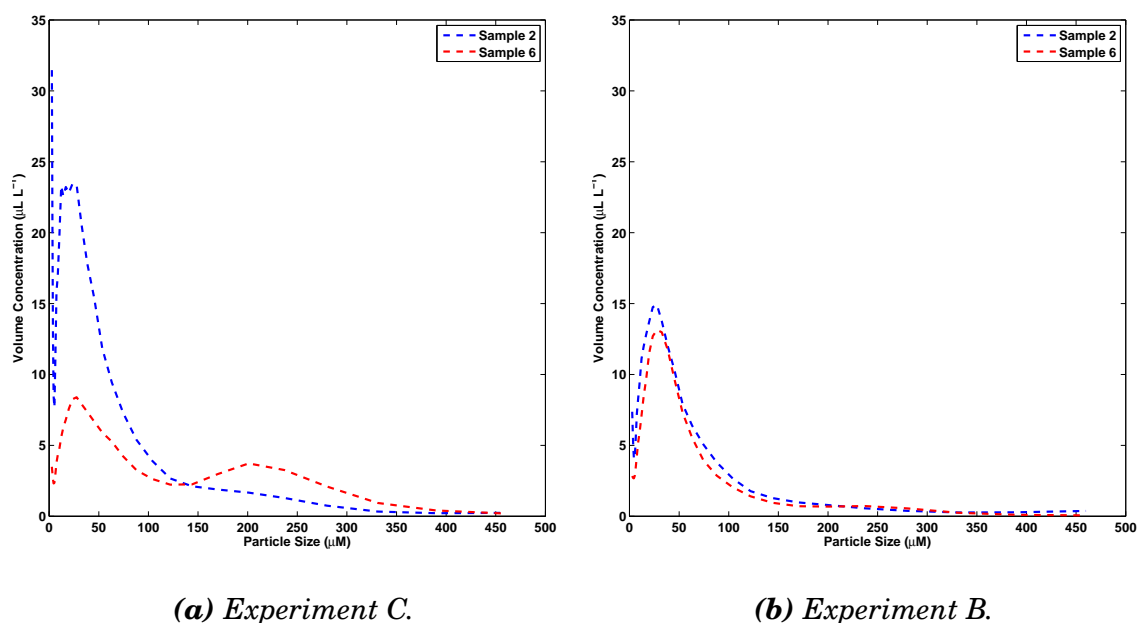 35
30
25
20
15
10
5
0
Volume Concentration (µL L⁻¹)
0 50 100 150 200 250 300 350 400 450 500
Particle Size (µM)
Sample 2
Sample 6
(a) Experiment C.
35
30
25
20
15
10
5
0
Volume Concentration (µL L⁻¹)
0 50 100 150 200 250 300 350 400 450 500
Particle Size (µM)
Sample 2
Sample 6
(b) Experiment B.